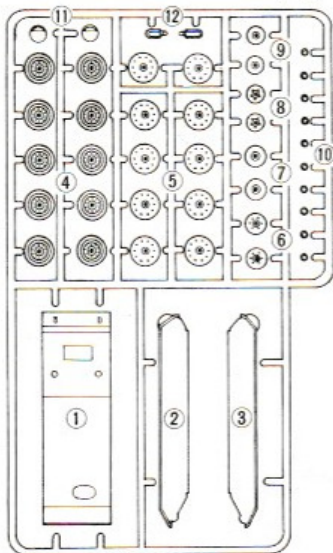 ⑪ ⑫
⑨
⑧
⑩
④ ⑤ ⑦
⑥
① ② ③